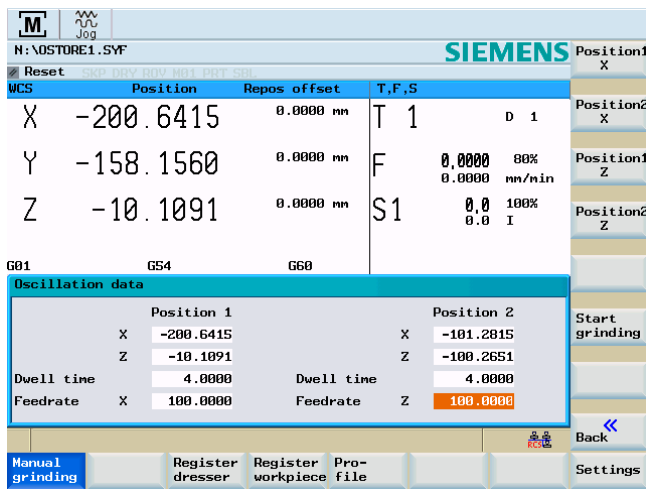 M
Jog
N:\OSTORE1.SYF
SIEMENS
Reset SKP DRY ROV M01 PRT SBL
WCS Position Repos offset T,F,S
X -200.6415 0.0000 mm T 1 D 1
Y -158.1560 0.0000 mm F 0.0000 80%
0.0000 mm/min
Z -10.1091 0.0000 mm S1 0.0 100%
0.0 I
G01 G54 G60
Oscillation data
Position 1 Position 2
X -200.6415 X -101.2815
Z -10.1091 Z -100.2651
Dwell time 4.0000 Dwell time 4.0000
Feedrate X 100.0000 Feedrate Z 100.0000
Position1
X
Position2
X
Position1
Z
Position2
Z
Start
grinding
Back
Settings
Manual
grinding
Register
dresser
Register
workpiece
Pro-
file